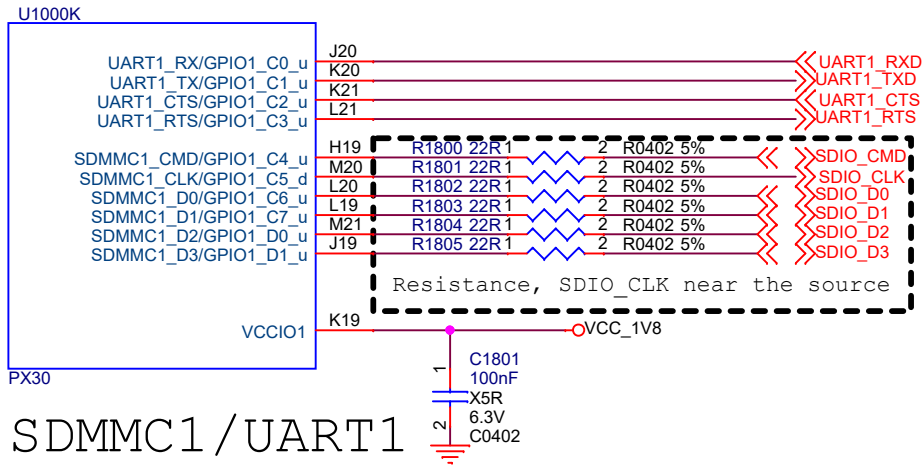 U1000K
UART1_RX/GPIO1_C0_u J20 UART1_RXD
UART1_TX/GPIO1_C1_u K20 UART1_TXD
UART1_CTS/GPIO1_C2_u K21 UART1_CTS
UART1_RTS/GPIO1_C3_u L21 UART1_RTS
SDMMC1_CMD/GPIO1_C4_u H19 R1800 22R 1 2 R0402 5% SDIO_CMD
SDMMC1_CLK/GPIO1_C5_d M20 R1801 22R 1 2 R0402 5% SDIO_CLK
SDMMC1_D0/GPIO1_C6_u L20 R1802 22R 1 2 R0402 5% SDIO_D0
SDMMC1_D1/GPIO1_C7_u L19 R1803 22R 1 2 R0402 5% SDIO_D1
SDMMC1_D2/GPIO1_D0_u M21 R1804 22R 1 2 R0402 5% SDIO_D2
SDMMC1_D3/GPIO1_D1_u J19 R1805 22R 1 2 R0402 5% SDIO_D3
Resistance, SDIO_CLK near the source
VCCIO1 K19 VCC_1V8
PX30
1 C1801
100nF
X5R
6.3V
2 C0402
SDMMC1/UART1